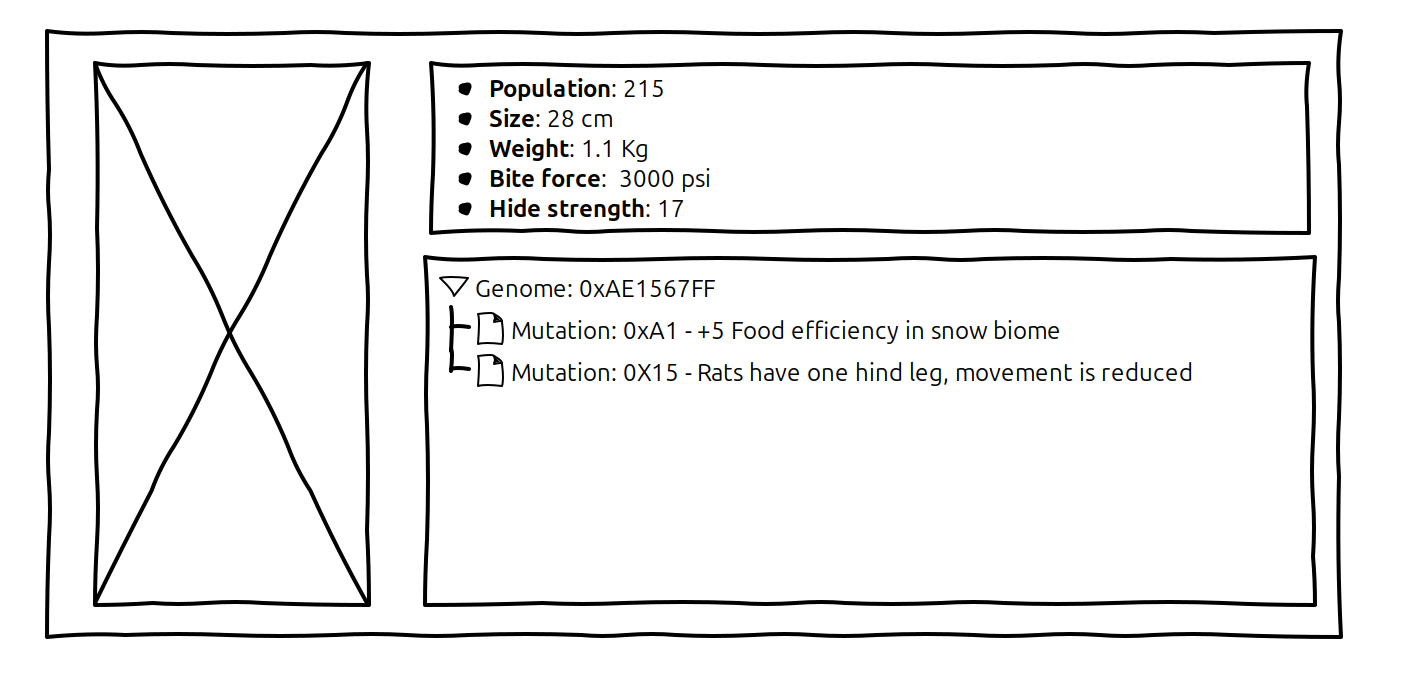 Population: 215
Size: 28 cm
Weight: 1.1 Kg
Bite force:  3000 psi
Hide strength: 17
Genome: 0xAE1567FF
Mutation: 0xA1 - +5 Food efficiency in snow biome
Mutation: 0X15 - Rats have one hind leg, movement is reduced